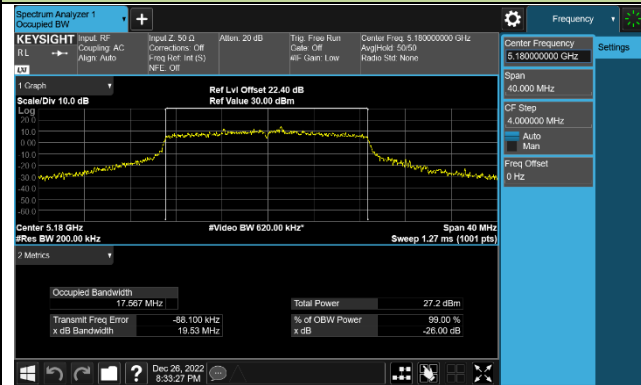 Spectrum Analyzer 1
Occupied BW
+
Frequency
KEYSIGHT
RL
LXI
Input: RF
Coupling: AC
Align: Auto
Input Z: 50 Ω
Corrections: Off
Freq Ref: Int (S)
NFE: Off
Atten: 20 dB
Trig: Free Run
Gate: Off
#IF Gain: Low
Center Freq: 5.180000000 GHz
Avg|Hold: 50/50
Radio Std: None
Center Frequency
5.180000000 GHz
Settings
Span
40.000 MHz
CF Step
4.000000 MHz
Auto
Man
Freq Offset
0 Hz
1 Graph
Scale/Div 10.0 dB
Ref Lvl Offset 22.40 dB
Ref Value 30.00 dBm
Log
20.0
10.0
0.00
-10.0
-20.0
-30.0
-40.0
-50.0
-60.0
Center 5.18 GHz
#Video BW 620.00 kHz*
Span 40 MHz
#Res BW 200.00 kHz
Sweep 1.27 ms (1001 pts)
2 Metrics
Occupied Bandwidth
17.567 MHz
Total Power 27.2 dBm
Transmit Freq Error -88.100 kHz
% of OBW Power 99.00 %
x dB Bandwidth 19.53 MHz
x dB -26.00 dB
?
Dec 26, 2022
8:33:27 PM